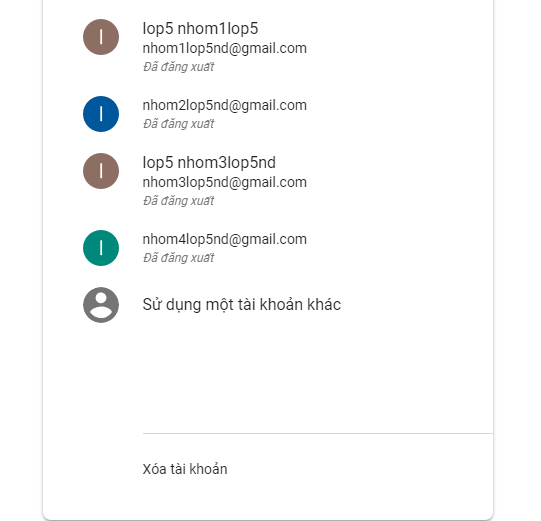 l
lop5 nhom1lop5
nhom1lop5nd@gmail.com
Đã đăng xuất
l
nhom2lop5nd@gmail.com
Đã đăng xuất
l
lop5 nhom3lop5nd
nhom3lop5nd@gmail.com
Đã đăng xuất
l
nhom4lop5nd@gmail.com
Đã đăng xuất
Sử dụng một tài khoản khác
Xóa tài khoản